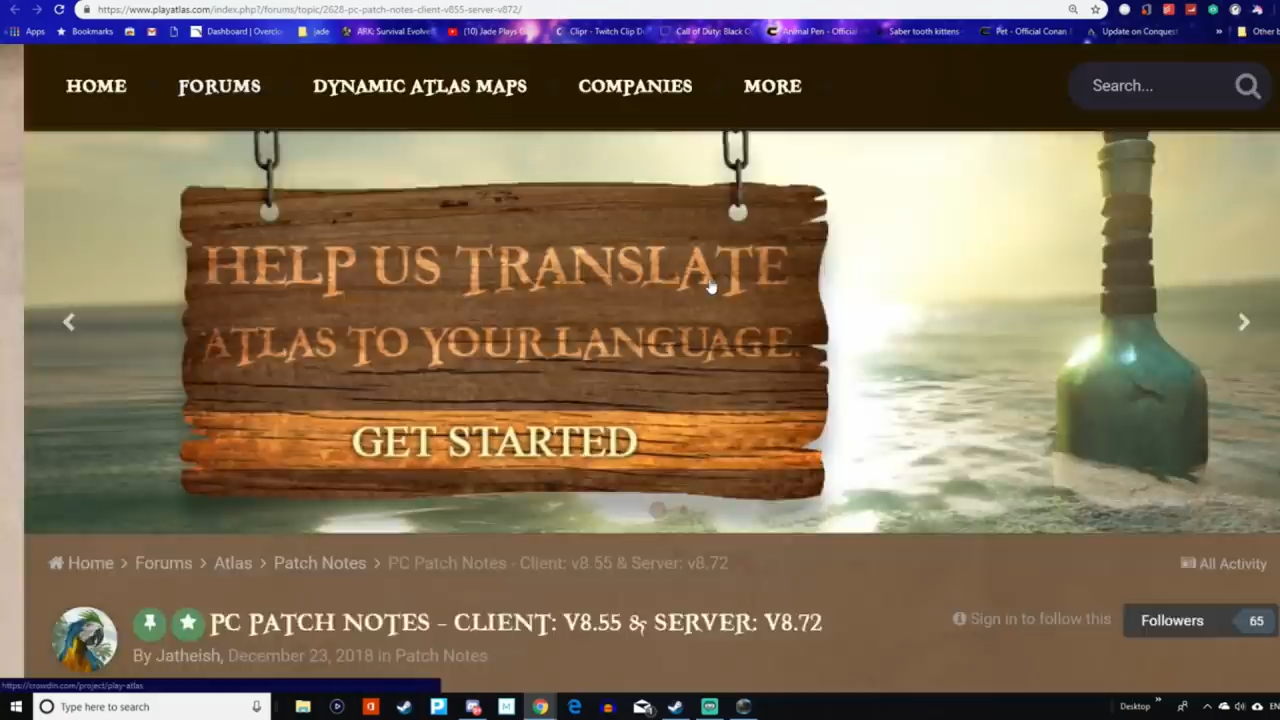 https://www.playatlas.com/index.php?/forums/topic/2628-pc-patch-notes-client-v855-server-v872/
Apps Bookmarks Dashboard | Overclo jade ARK: Survival Evolve (10) Jade Plays G Clipr - Twitch Clip D Call of Duty: Black O Animal Pen - Official Saber tooth kittens Pet - Official Conan Update on Conquest » Other b
HOME FORUMS DYNAMIC ATLAS MAPS COMPANIES MORE Search...
HELP US TRANSLATE
ATLAS TO YOUR LANGUAGE.
GET STARTED
Home > Forums > Atlas > Patch Notes > PC Patch Notes - Client: v8.55 & Server: v8.72 All Activity
PC PATCH NOTES - CLIENT: V8.55 & SERVER: V8.72 Sign in to follow this Followers 65
By Jatheish, December 23, 2018 in Patch Notes
https://crowdin.com/project/play-atlas
Type here to search Desktop » EN